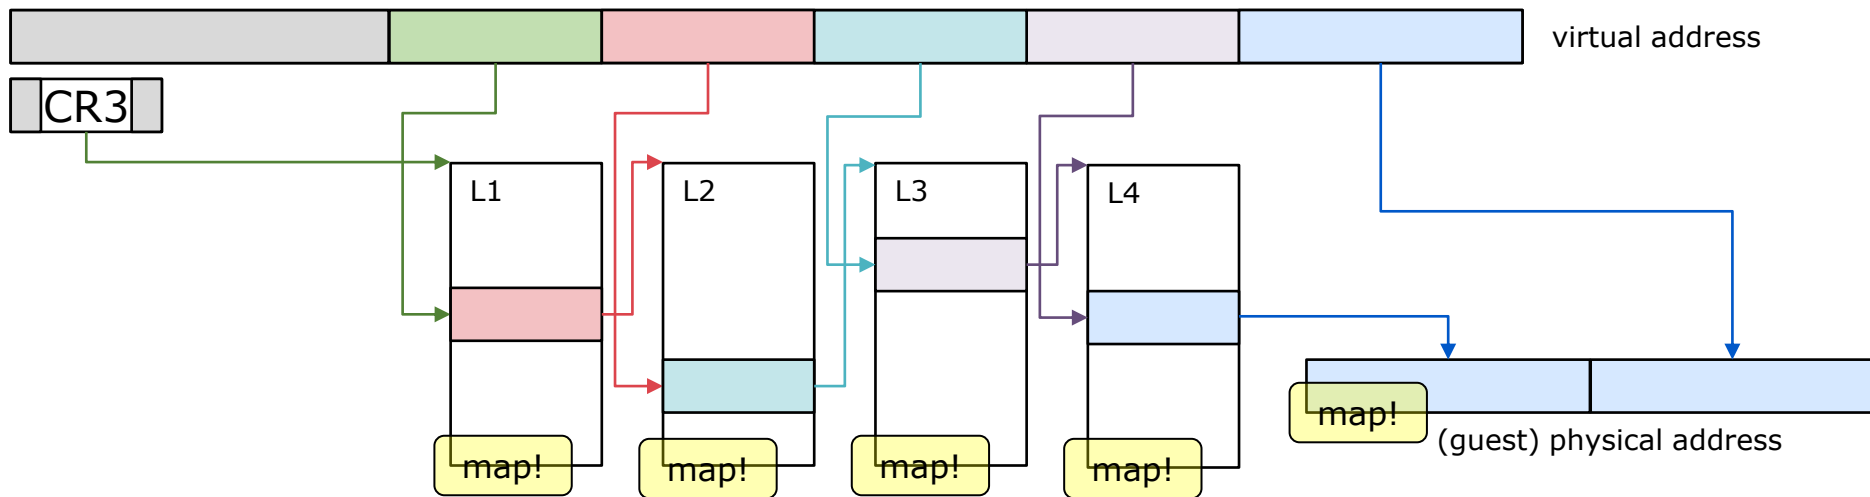 virtual address
CR3
L1
L2
L3
L4
map!
(guest) physical address
map!
map!
map!
map!